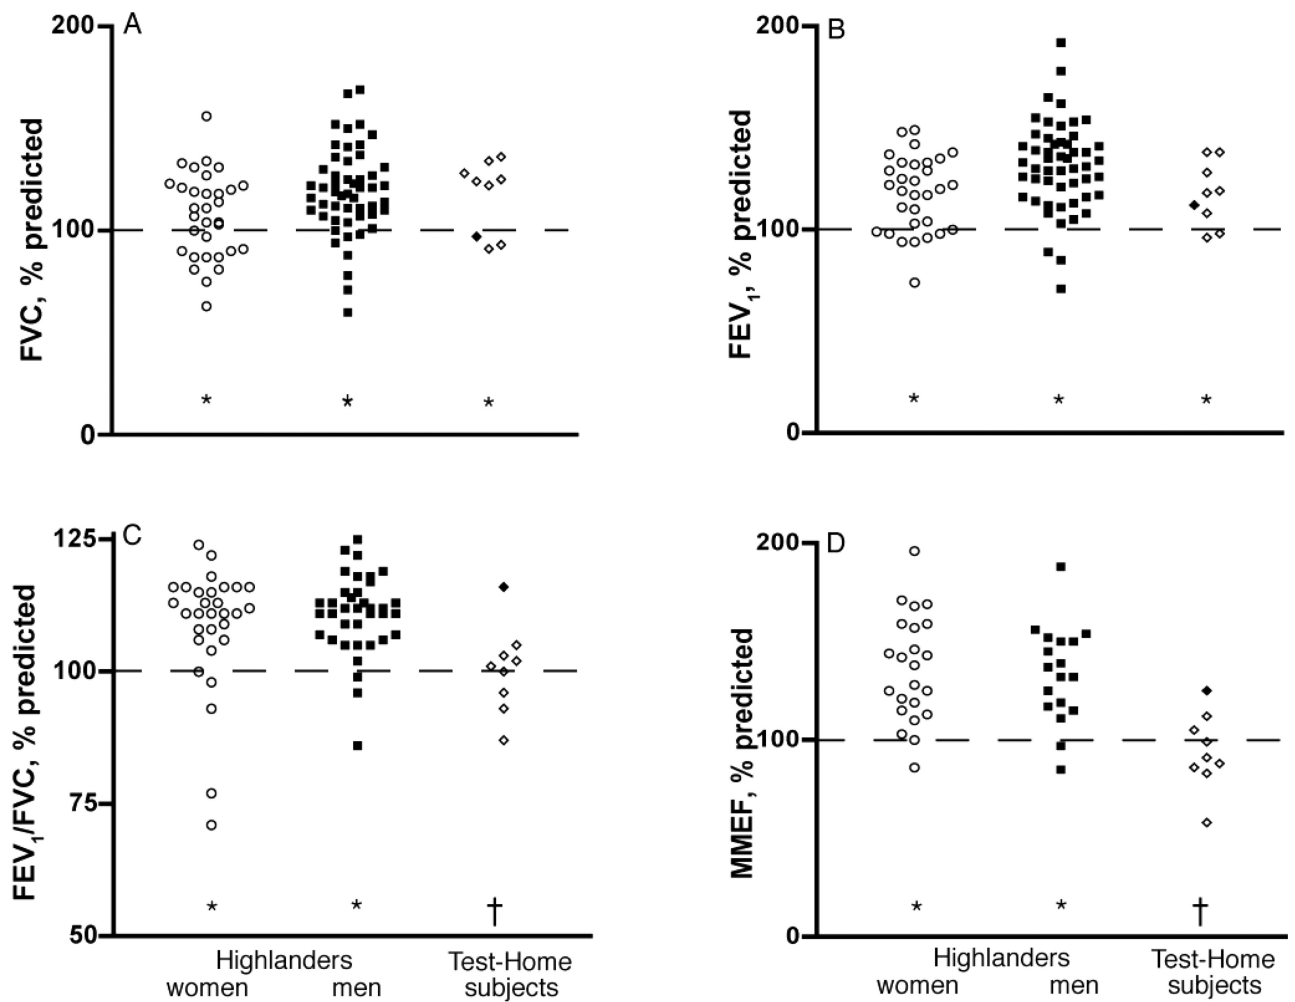 A
200
100
0
FVC, % predicted
* * *
B
200
100
0
FEV1, % predicted
* * *
C
125
100
75
50
FEV1/FVC, % predicted
* * †
Highlanders Test-Home
women men subjects
D
200
100
0
MMEF, % predicted
* * †
Highlanders Test-Home
women men subjects